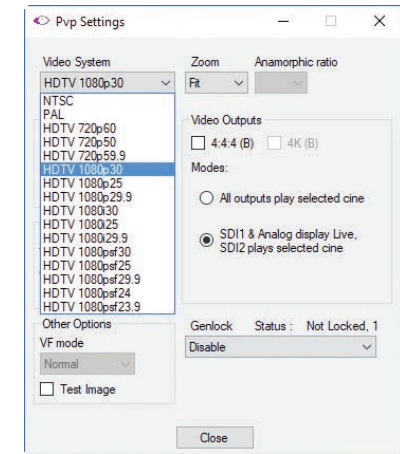 Pvp Settings
Video System
Zoom
Anamorphic ratio
HDTV 1080p30
Fit
NTSC
PAL
HDTV 720p60
HDTV 720p50
HDTV 720p59.9
HDTV 1080p30
HDTV 1080p25
HDTV 1080p29.9
HDTV 1080i30
HDTV 1080i25
HDTV 1080i29.9
HDTV 1080psf30
HDTV 1080psf25
HDTV 1080psf29.9
HDTV 1080psf24
HDTV 1080psf23.9
Video Outputs
4:4:4 (B)
4K (B)
Modes:
All outputs play selected cine
SDI1 & Analog display Live,
SDI2 plays selected cine
Other Options
VF mode
Normal
Test Image
Genlock Status : Not Locked, 1
Disable
Close